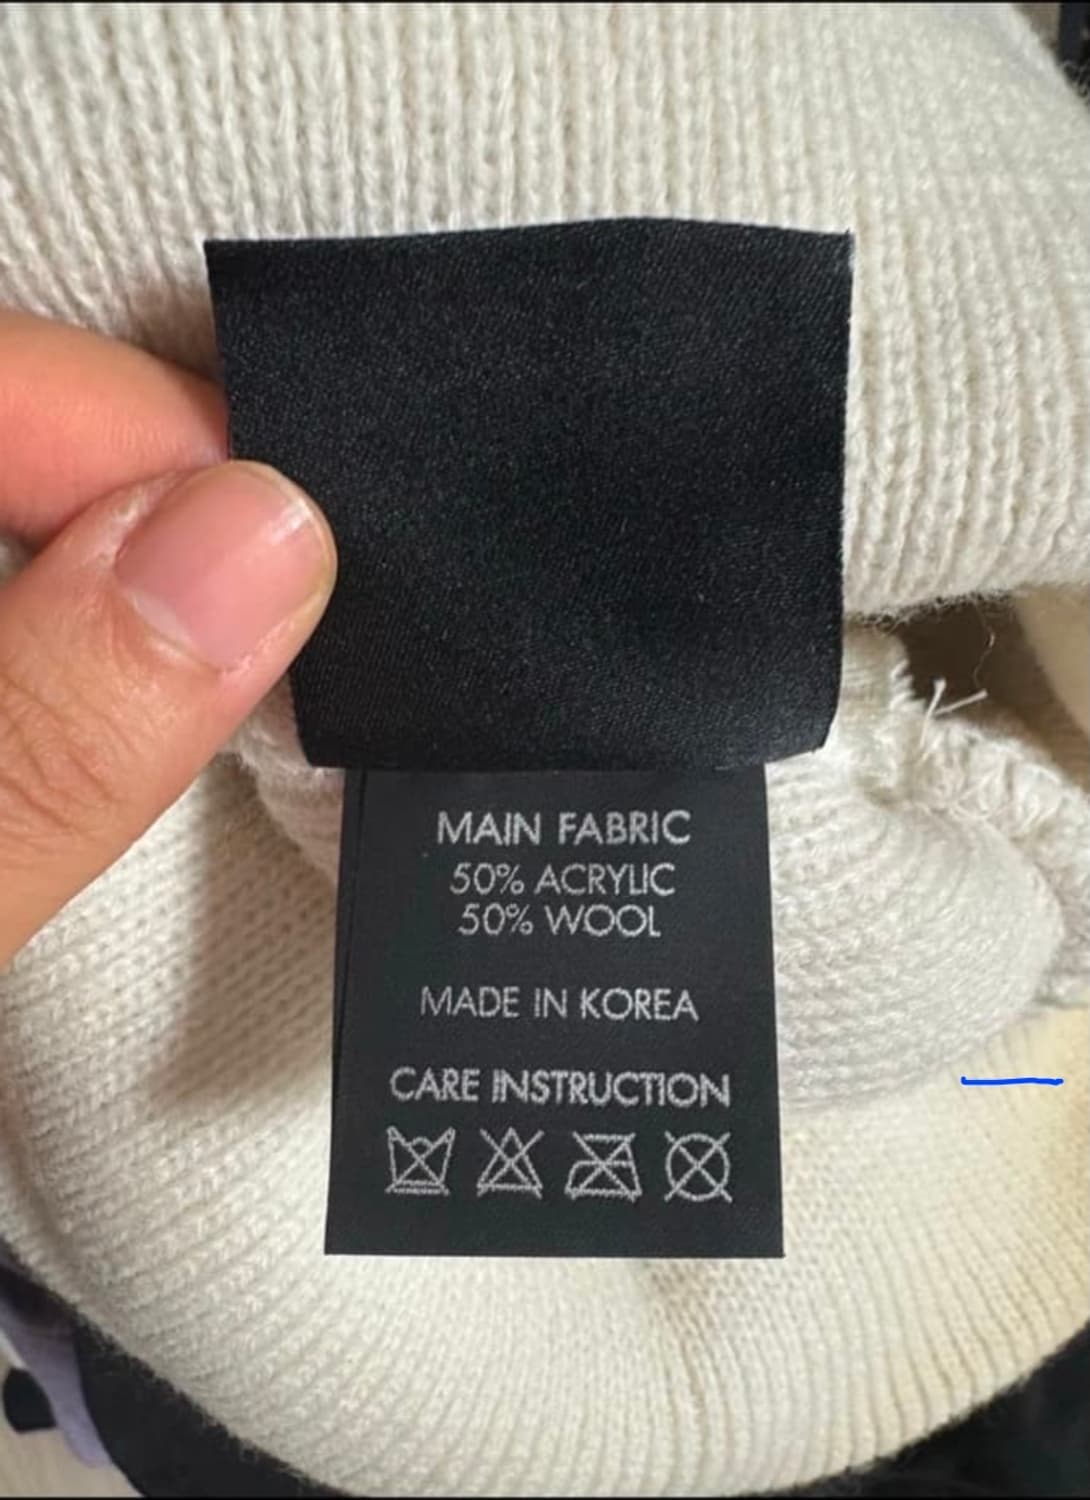 MAIN FABRIC
50% ACRYLIC
50% WOOL
MADE IN KOREA
CARE INSTRUCTION